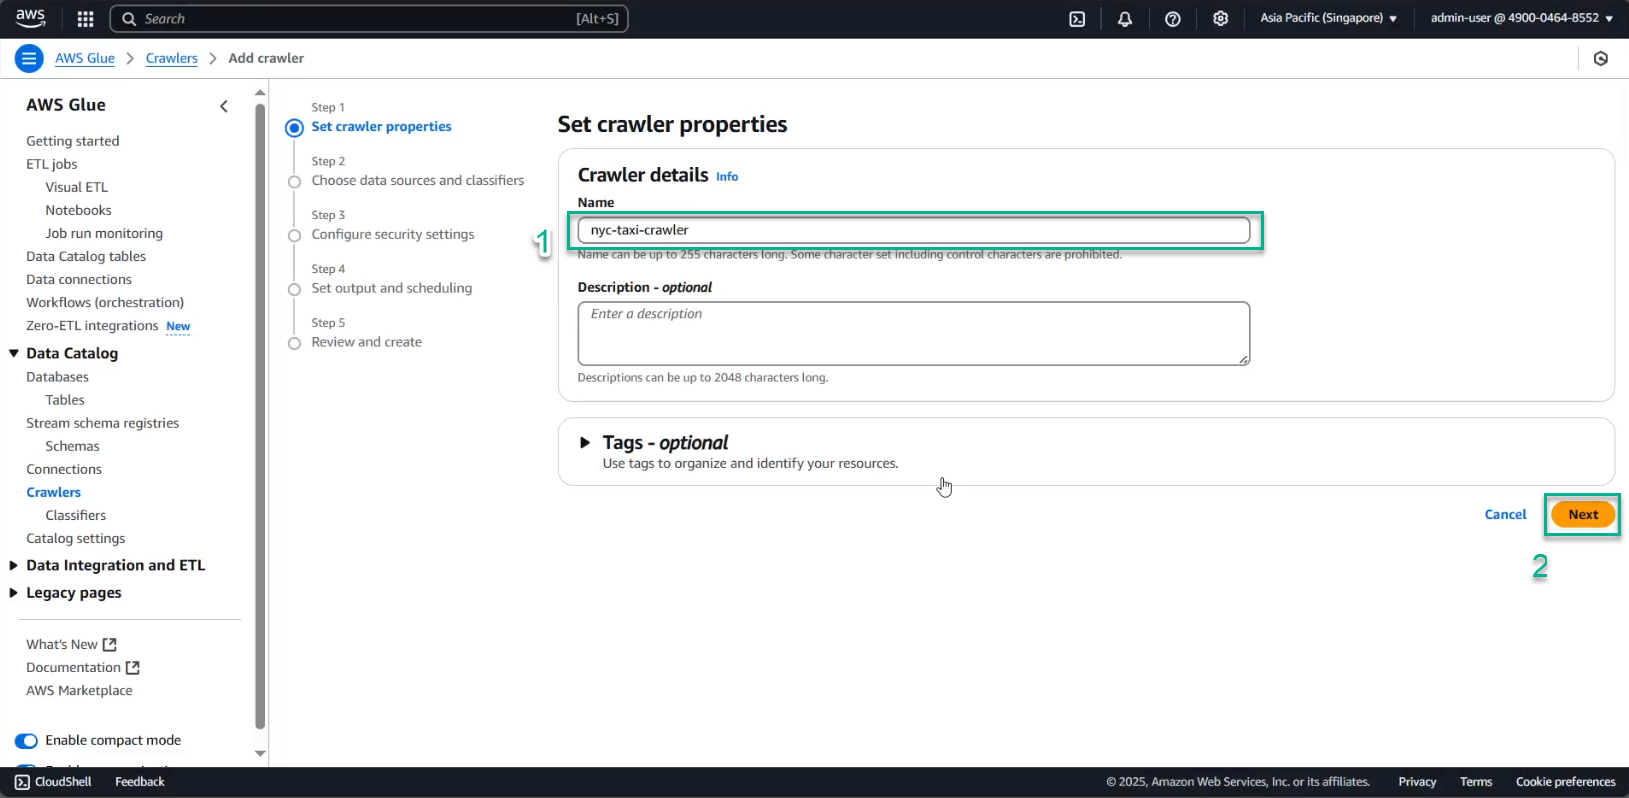 aws
Search
[Alt+S]
Asia Pacific (Singapore)
admin-user @ 4900-0464-8552
AWS Glue
Crawlers
Add crawler
AWS Glue
Getting started
ETL jobs
Visual ETL
Notebooks
Job run monitoring
Data Catalog tables
Data connections
Workflows (orchestration)
Zero-ETL integrations New
Data Catalog
Databases
Tables
Stream schema registries
Schemas
Connections
Crawlers
Classifiers
Catalog settings
Data Integration and ETL
Legacy pages
What's New
Documentation
AWS Marketplace
Enable compact mode
Step 1
Set crawler properties
Step 2
Choose data sources and classifiers
Step 3
Configure security settings
Step 4
Set output and scheduling
Step 5
Review and create
Set crawler properties
Crawler details Info
Name
1
nyc-taxi-crawler
Name can be up to 255 characters long. Some character set including control characters are prohibited.
Description - optional
Enter a description
Descriptions can be up to 2048 characters long.
Tags - optional
Use tags to organize and identify your resources.
Cancel
Next
2
CloudShell
Feedback
© 2025, Amazon Web Services, Inc. or its affiliates.
Privacy
Terms
Cookie preferences